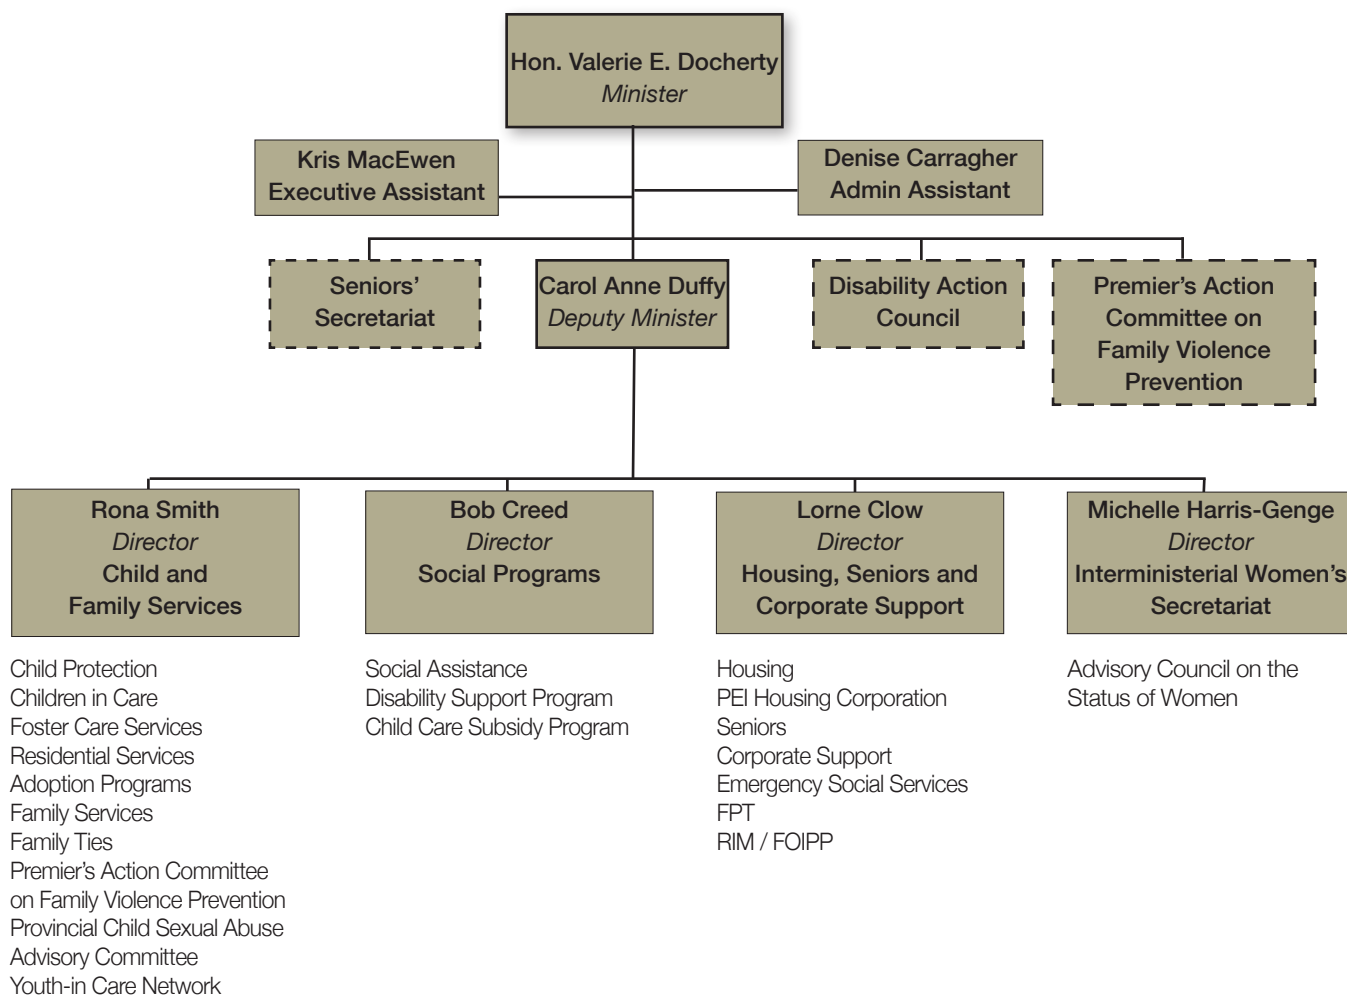 Hon. Valerie E. Docherty
Minister
Kris MacEwen
Executive Assistant
Denise Carragher
Admin Assistant
Seniors’
Secretariat
Carol Anne Duffy
Deputy Minister
Disability Action
Council
Premier’s Action
Committee on
Family Violence
Prevention
Rona Smith
Director
Child and
Family Services
Bob Creed
Director
Social Programs
Lorne Clow
Director
Housing, Seniors and
Corporate Support
Michelle Harris-Genge
Director
Interministerial Women’s
Secretariat
Child Protection
Children in Care
Foster Care Services
Residential Services
Adoption Programs
Family Services
Family Ties
Premier’s Action Committee
on Family Violence Prevention
Provincial Child Sexual Abuse
Advisory Committee
Youth-in Care Network
Social Assistance
Disability Support Program
Child Care Subsidy Program
Housing
PEI Housing Corporation
Seniors
Corporate Support
Emergency Social Services
FPT
RIM / FOIPP
Advisory Council on the
Status of Women